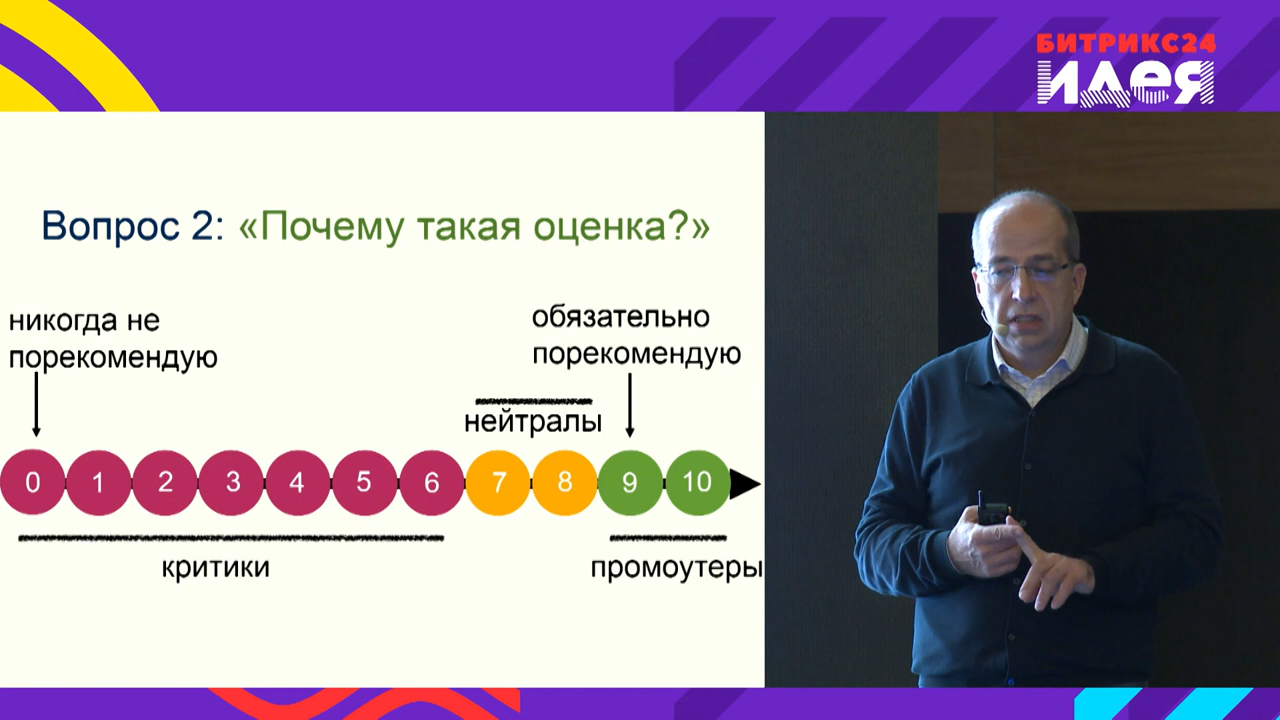 БИТРИКС24
идея
Вопрос 2: «Почему такая оценка?»
никогда не
порекомендую
обязательно
порекомендую
нейтралы
0 1 2 3 4 5 6 7 8 9 10
критики
промоутеры